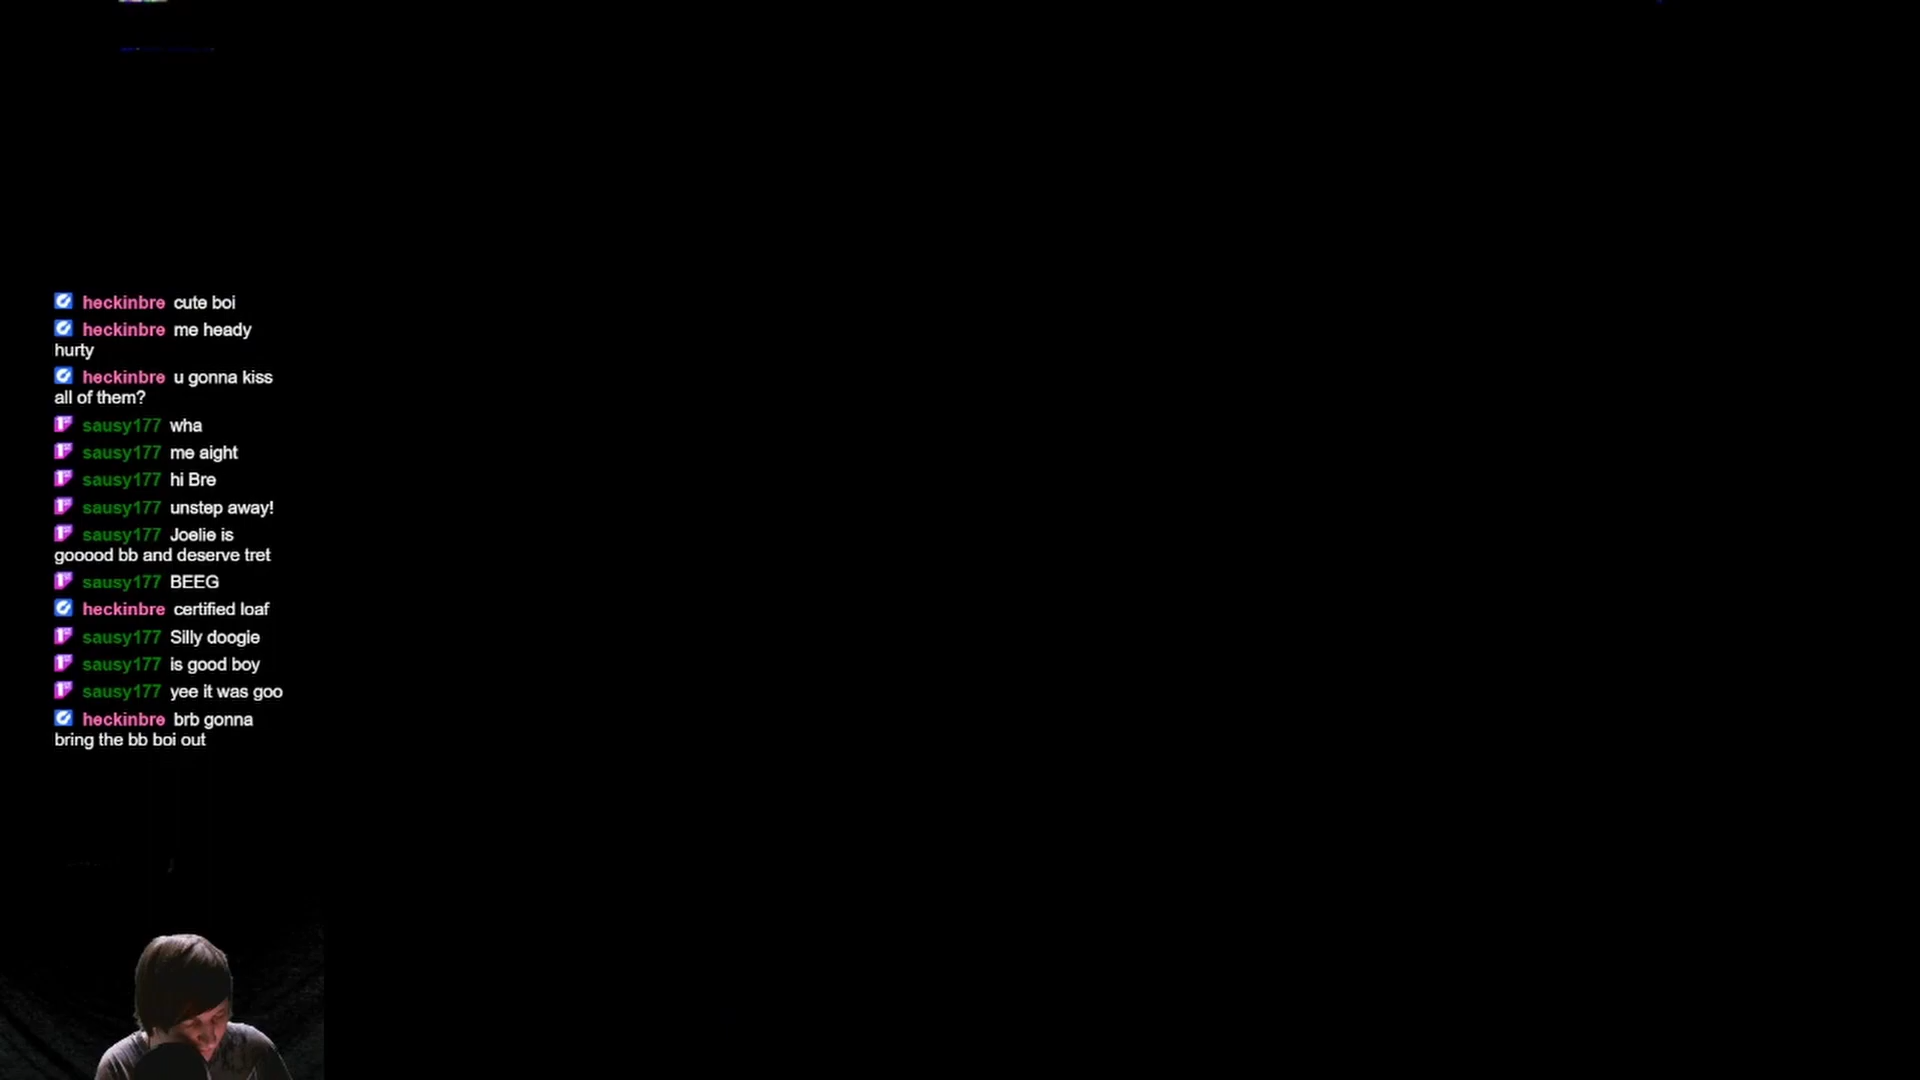 heckinbre cute boi
heckinbre me heady
hurty
heckinbre u gonna kiss
all of them?
sausy177 wha
sausy177 me aight
sausy177 hi Bre
sausy177 unstep away!
sausy177 Joelie is
gooood bb and deserve tret
sausy177 BEEG
heckinbre certified loaf
sausy177 Silly doogie
sausy177 is good boy
sausy177 yee it was goo
heckinbre brb gonna
bring the bb boi out